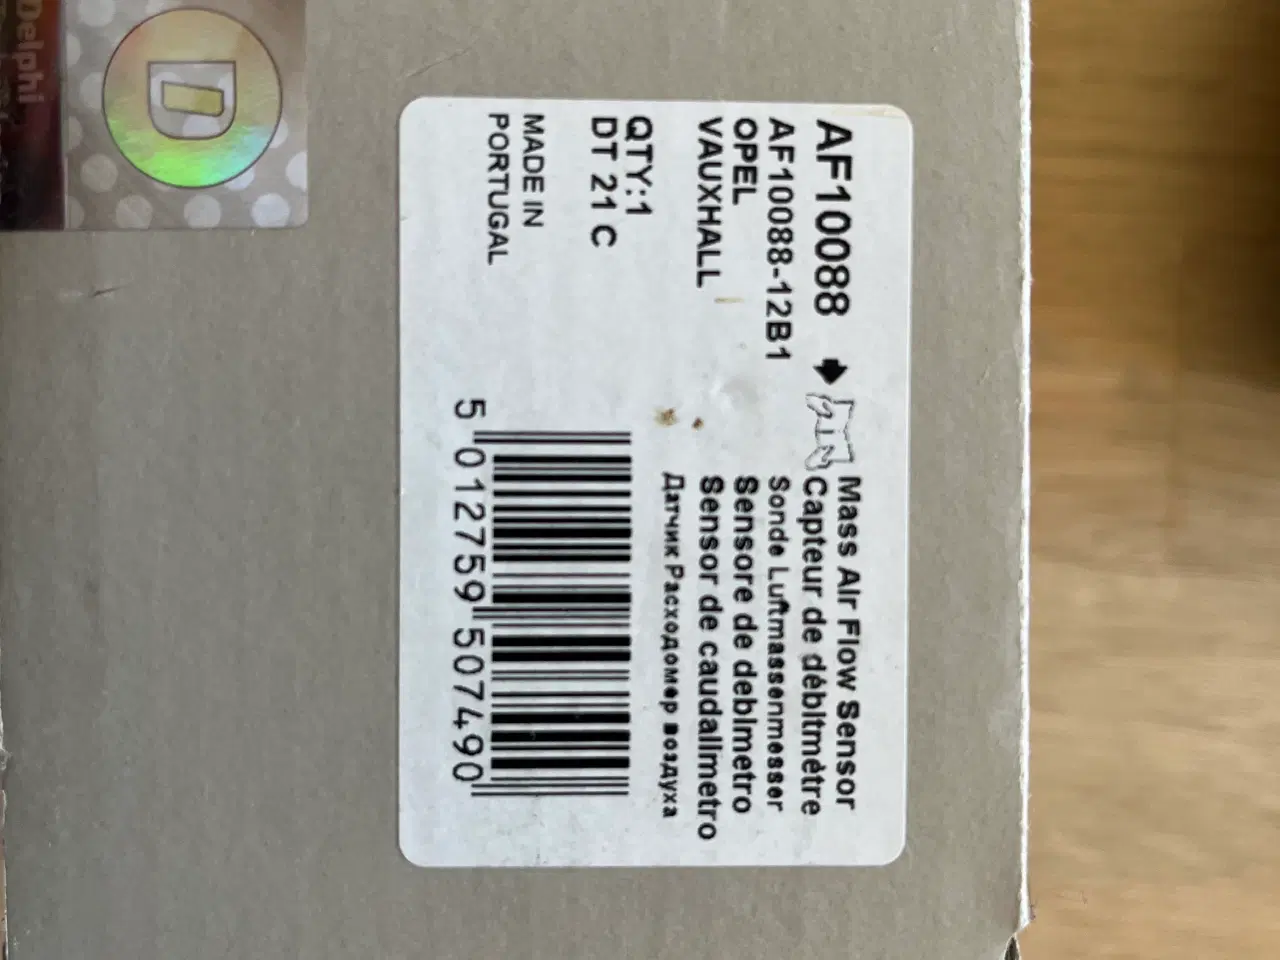 Delphi
D
AF10088
AF10088-12B1
OPEL
VAUXHALL
QTY:1
DT 21 C
MADE IN
PORTUGAL
Mass Air Flow Sensor
Capteur de débitmètre
Sonde Luftmassenmesser
Sensore de debimetro
Sensor de caudalímetro
Датчик Расходомер воздуха
5 012759 507490